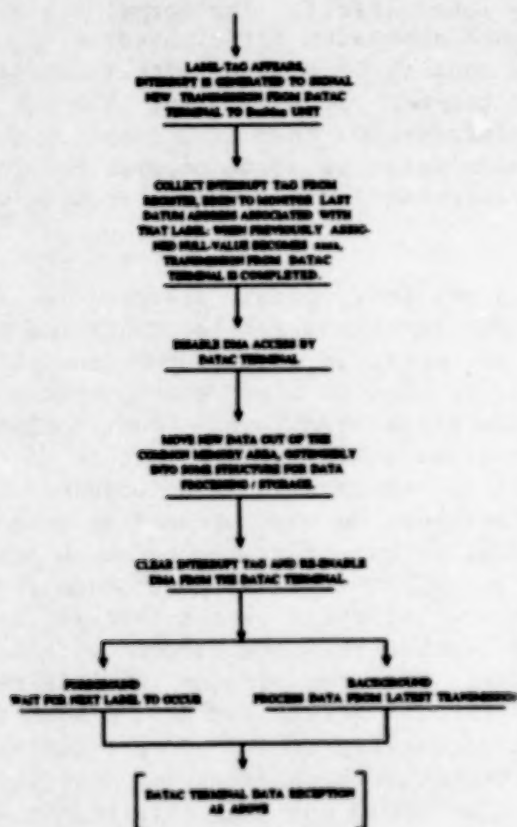 LABEL-TAG APPEARS,
INTERRUPT IS GENERATED TO SIGNAL
NEW TRANSMISSION FROM DATAC
TERMINAL TO UNIT
COLLECT INTERRUPT TAG FROM
REGISTER, BEGIN TO MONITOR LAST
DATUM ADDRESS ASSOCIATED WITH
THAT LABEL: WHEN PREVIOUSLY ASSIG-
NED NULL-VALUE BECOMES
TRANSMISSION FROM DATAC
TERMINAL IS COMPLETED.
DISABLE DMA ACCESS BY
DATAC TERMINAL
MOVE NEW DATA OUT OF THE
COMMON MEMORY AREA, OSTENSIBLY
INTO SOME STRUCTURE FOR DATA
PROCESSING / STORAGE.
CLEAR INTERRUPT TAG AND RE-ENABLE
DMA FROM THE DATAC TERMINAL.
FOREGROUND
WAIT FOR NEXT LABEL TO OCCUR
BACKGROUND
PROCESS DATA FROM LATEST TRANSMISSION
DATAC TERMINAL DATA RECEPTION
AS ABOVE